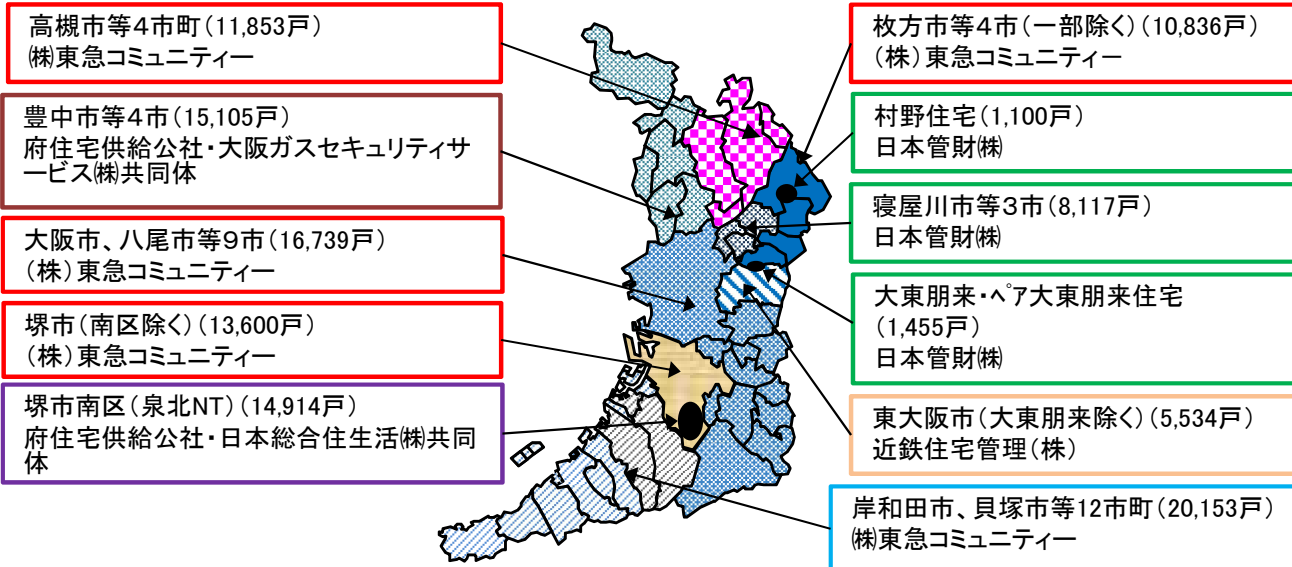 高槻市等4市町(11,853戸)
㈱東急コミュニティー
豊中市等4市(15,105戸)
府住宅供給公社・大阪ガスセキュリティサ
ービス㈱共同体
大阪市、八尾市等9市(16,739戸)
(株)東急コミュニティー
堺市(南区除く)(13,600戸)
(株)東急コミュニティー
堺市南区(泉北NT)(14,914戸)
府住宅供給公社・日本総合住生活㈱共同
体
枚方市等4市(一部除く)(10,836戸)
(株)東急コミュニティー
村野住宅(1,100戸)
日本管財㈱
寝屋川市等3市(8,117戸)
日本管財㈱
大東朋来・ペア大東朋来住宅
(1,455戸)
日本管財㈱
東大阪市(大東朋来除く)(5,534戸)
近鉄住宅管理(株)
岸和田市、貝塚市等12市町(20,153戸)
㈱東急コミュニティー